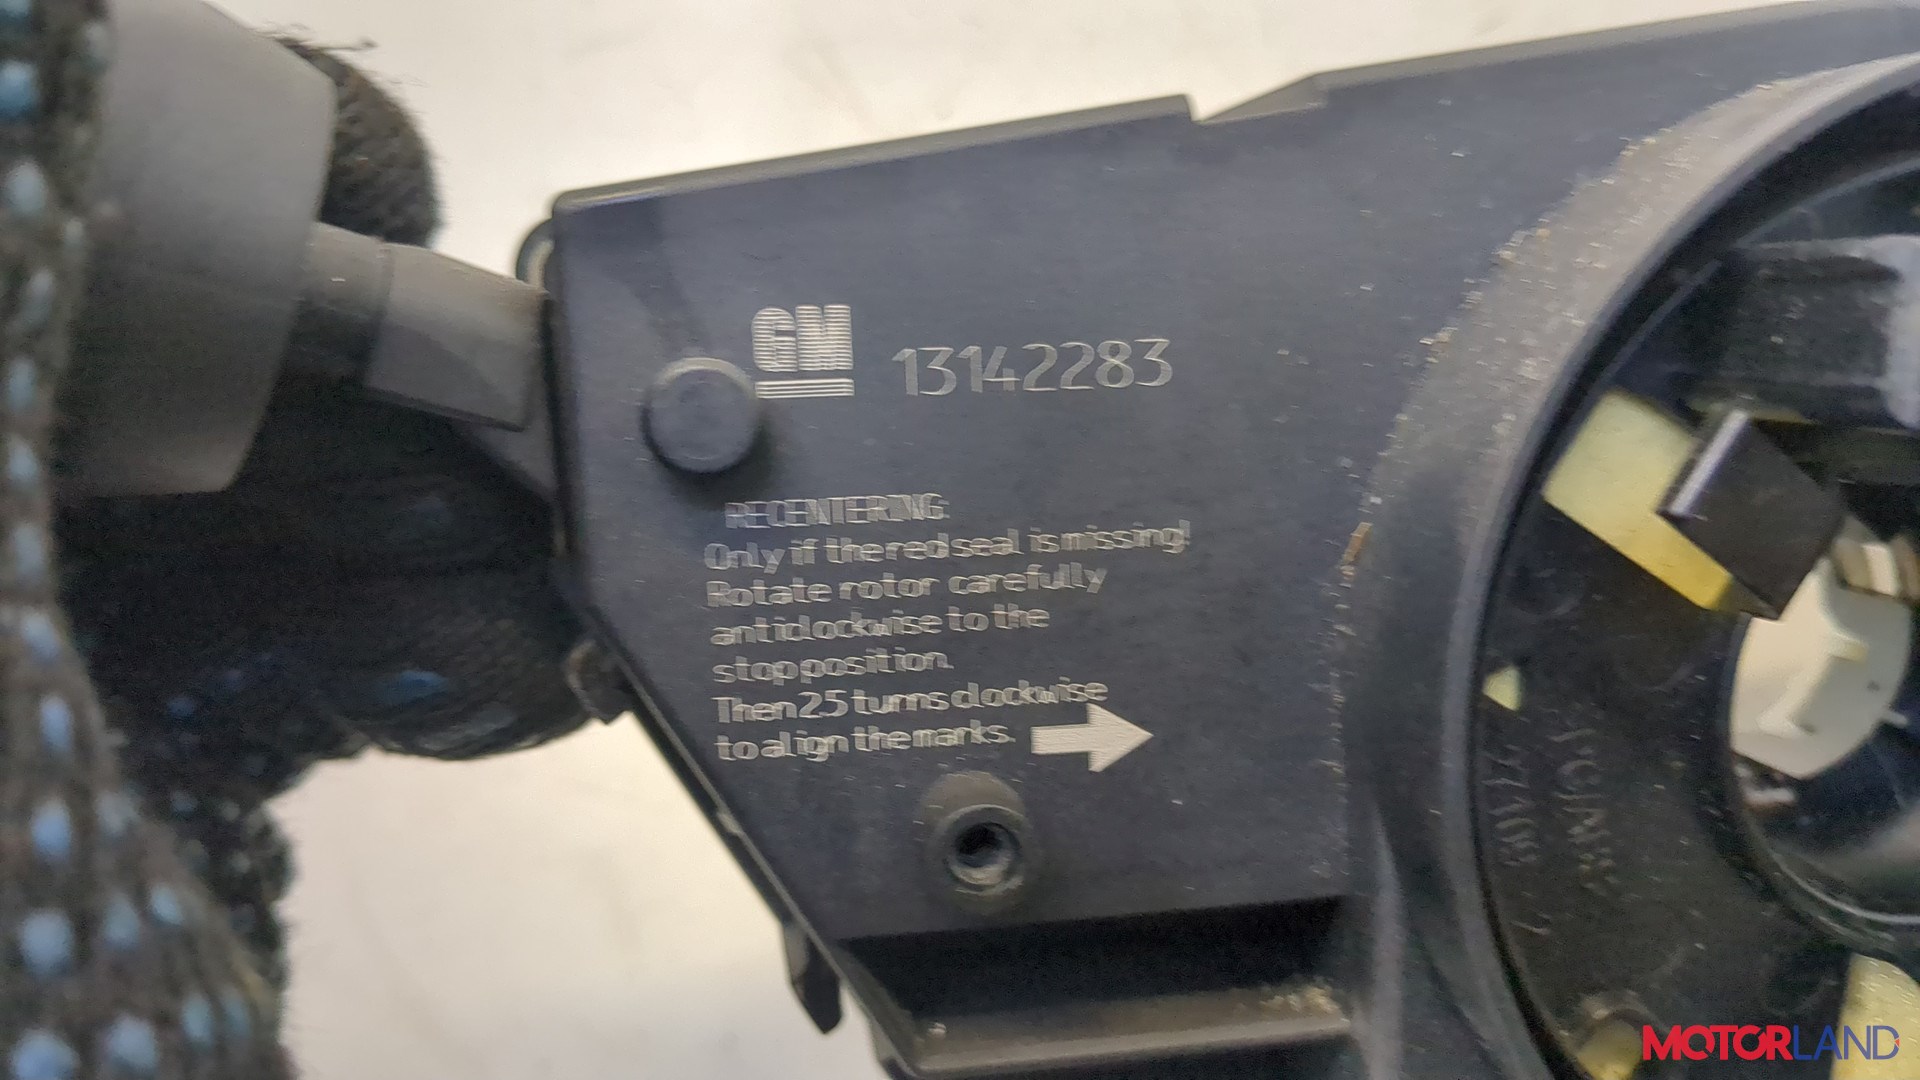 GM 13142283
RECENTERING:
Only if the red seal is missing!
Rotate rotor carefully
anticlockwise to the
stop position.
Then 2.5 turns clockwise
to align the marks.
MOTORLAND